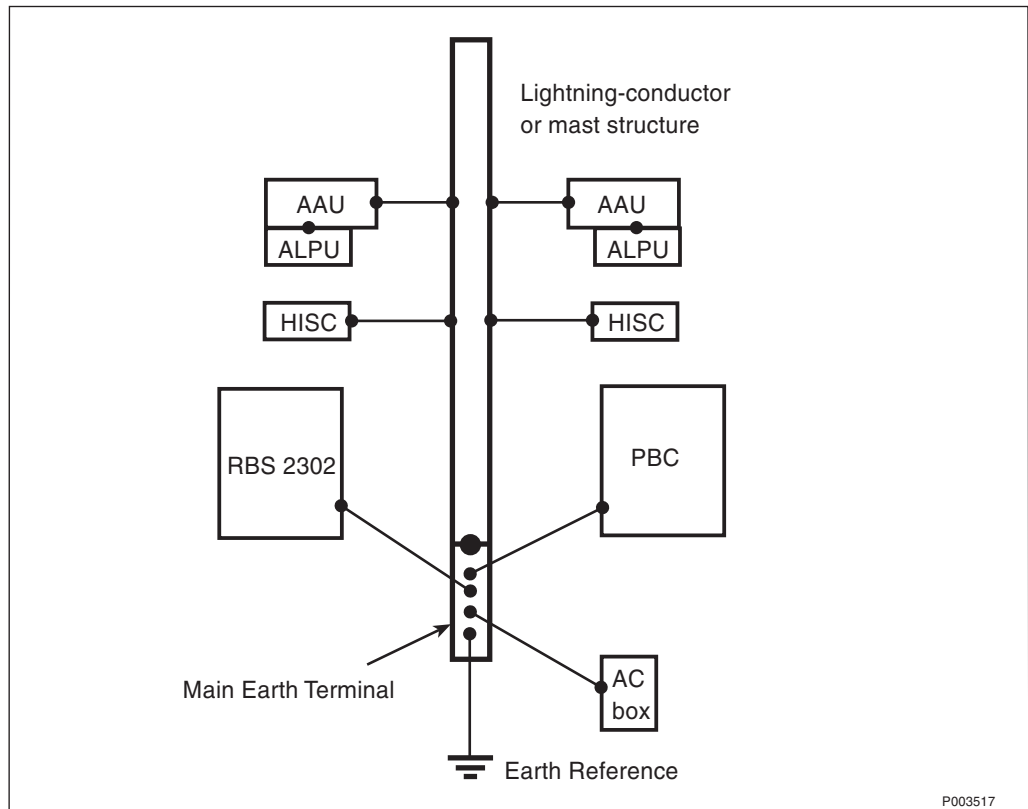 Lightning-conductor
or mast structure
AAU
AAU
ALPU
ALPU
HISC
HISC
RBS 2302
PBC
Main Earth Terminal
AC
box
Earth Reference
P003517